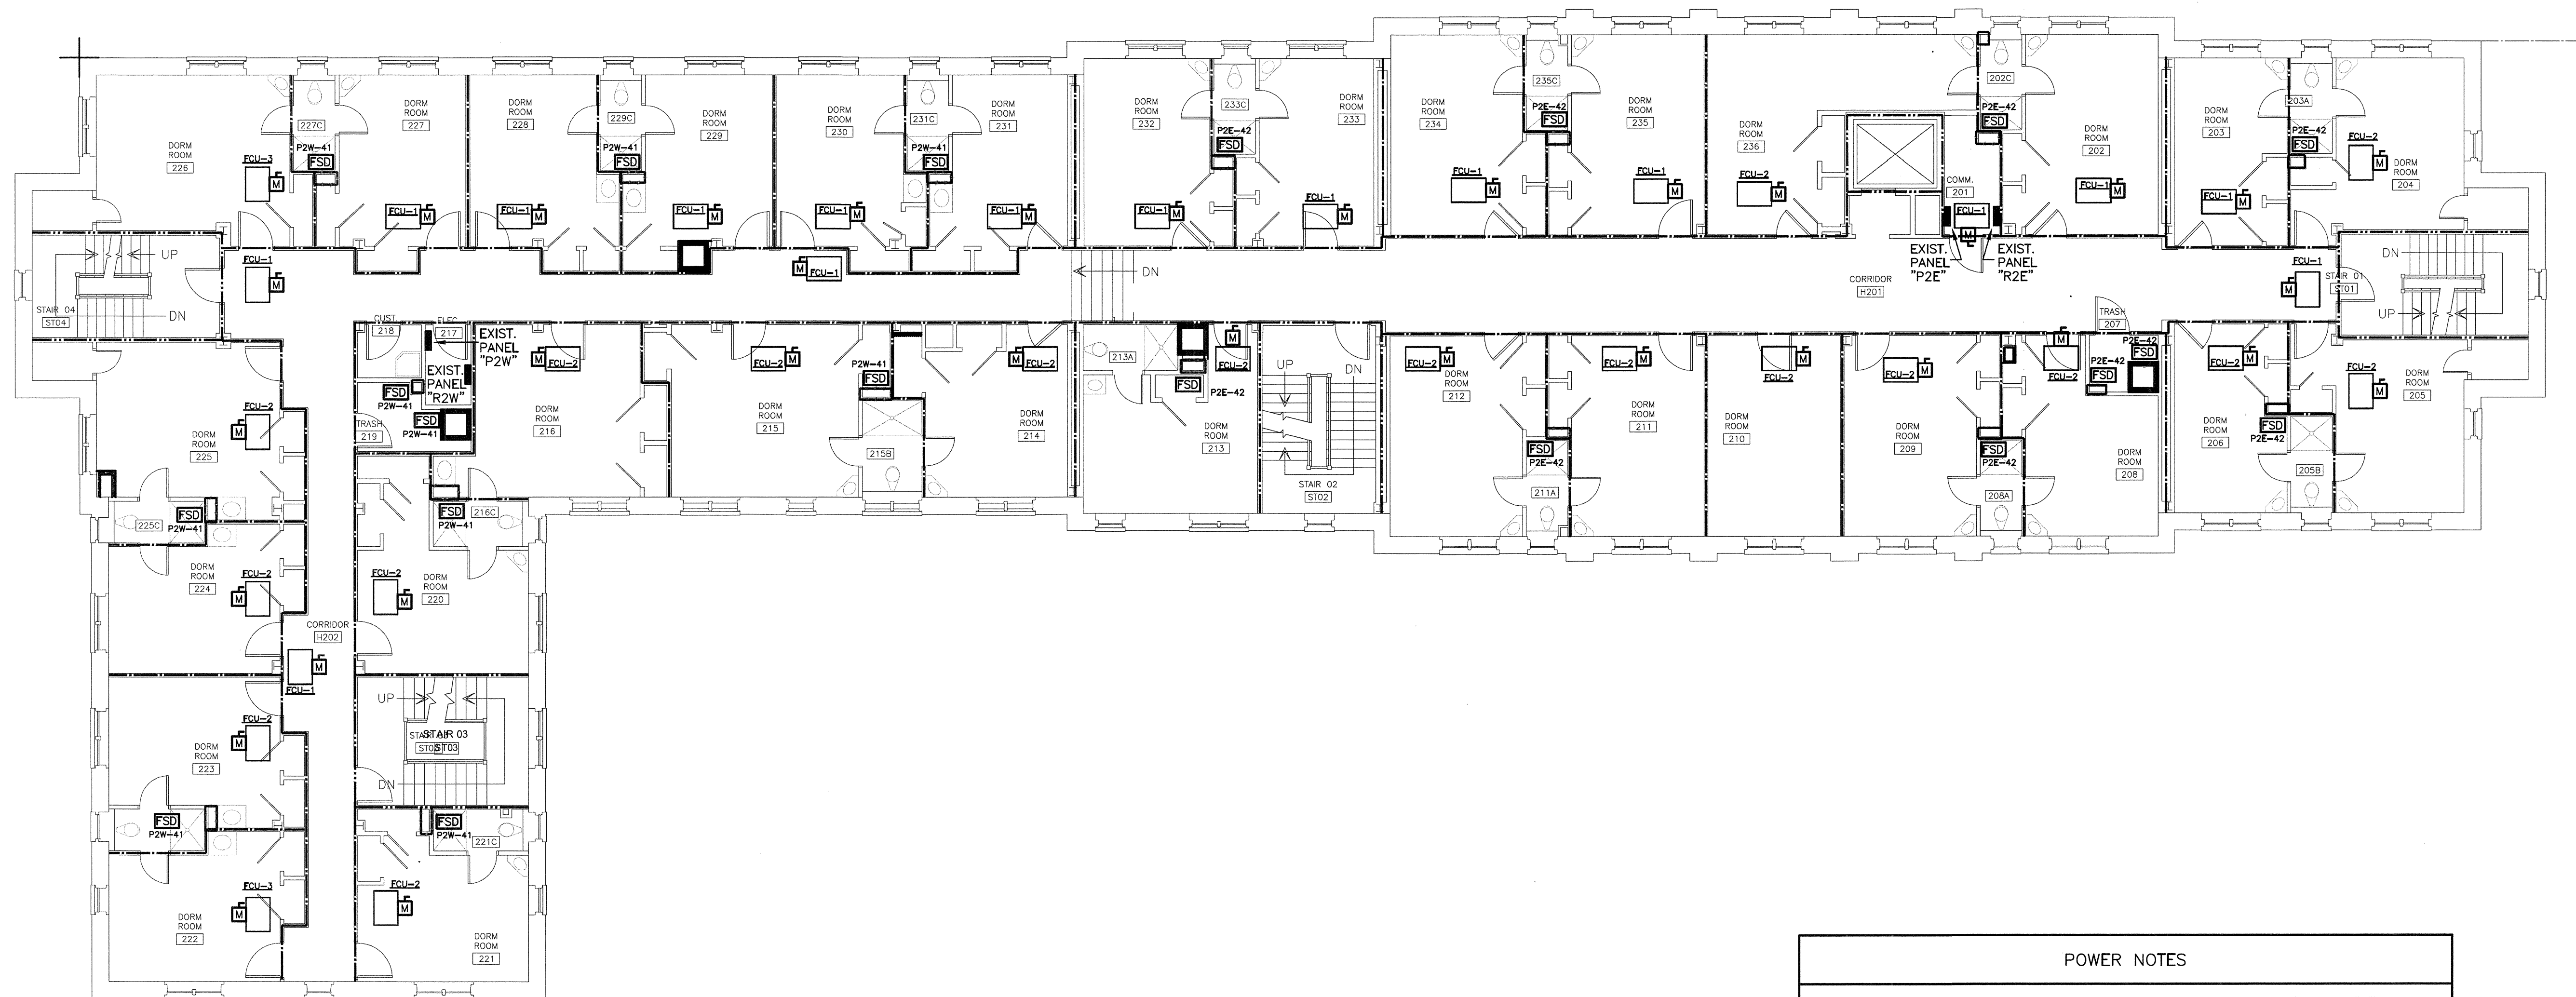 DORM
ROOM
226
FCU-3
M
227C
P2W-41
FSD
DORM
ROOM
227
FCU-1
M
DORM
ROOM
228
FCU-1
M
229C
P2W-41
FSD
DORM
ROOM
229
FCU-1
M
DORM
ROOM
230
FCU-1
M
231C
P2W-41
FSD
DORM
ROOM
231
FCU-1
M
DORM
ROOM
232
FCU-1
M
233C
P2E-42
FSD
DORM
ROOM
233
FCU-1
M
DORM
ROOM
234
FCU-1
M
235C
P2E-42
FSD
DORM
ROOM
235
FCU-1
M
DORM
ROOM
236
FCU-2
M
COMM.
201
FCU-1
M
EXIST.
PANEL
"P2E"
EXIST.
PANEL
"R2E"
202C
P2E-42
FSD
DORM
ROOM
202
FCU-1
M
DORM
ROOM
203
FCU-1
M
203A
P2E-42
FSD
FCU-2
M
DORM
ROOM
204
UP
STAIR 04
ST04
DN
FCU-1
M
FCU-1
M
DN
CORRIDOR
H201
FCU-1
M
STAIR 01
ST01
DN
UP
CUST.
218
ELEC.
217
EXIST.
PANEL
"P2W"
EXIST.
PANEL
"R2W"
FSD
P2W-41
FSD
P2W-41
TRASH
219
FCU-2
M
DORM
ROOM
216
FCU-2
M
DORM
ROOM
215
P2W-41
FSD
215B
FCU-2
M
DORM
ROOM
214
213A
FSD
P2E-42
FCU-2
M
DORM
ROOM
213
UP
DN
STAIR 02
ST02
FCU-2
M
DORM
ROOM
212
FSD
P2E-42
211A
FCU-2
M
DORM
ROOM
211
FCU-2
M
DORM
ROOM
210
FCU-2
M
DORM
ROOM
209
FSD
P2E-42
208A
FCU-2
M
TRASH
207
P2E-42
FSD
P2E-42
FSD
DORM
ROOM
208
FCU-2
M
DORM
ROOM
206
FSD
P2E-42
205B
FCU-2
M
DORM
ROOM
205
FCU-2
M
DORM
ROOM
225
225C
FSD
P2W-41
FSD
P2W-41
216C
FCU-2
M
DORM
ROOM
224
FCU-2
M
DORM
ROOM
220
CORRIDOR
H202
M
FCU-1
FCU-2
M
DORM
ROOM
223
UP
STAIR 03
ST03
DN
FSD
P2W-41
FSD
P2W-41
221C
FCU-3
M
DORM
ROOM
222
FCU-2
M
DORM
ROOM
221
POWER NOTES